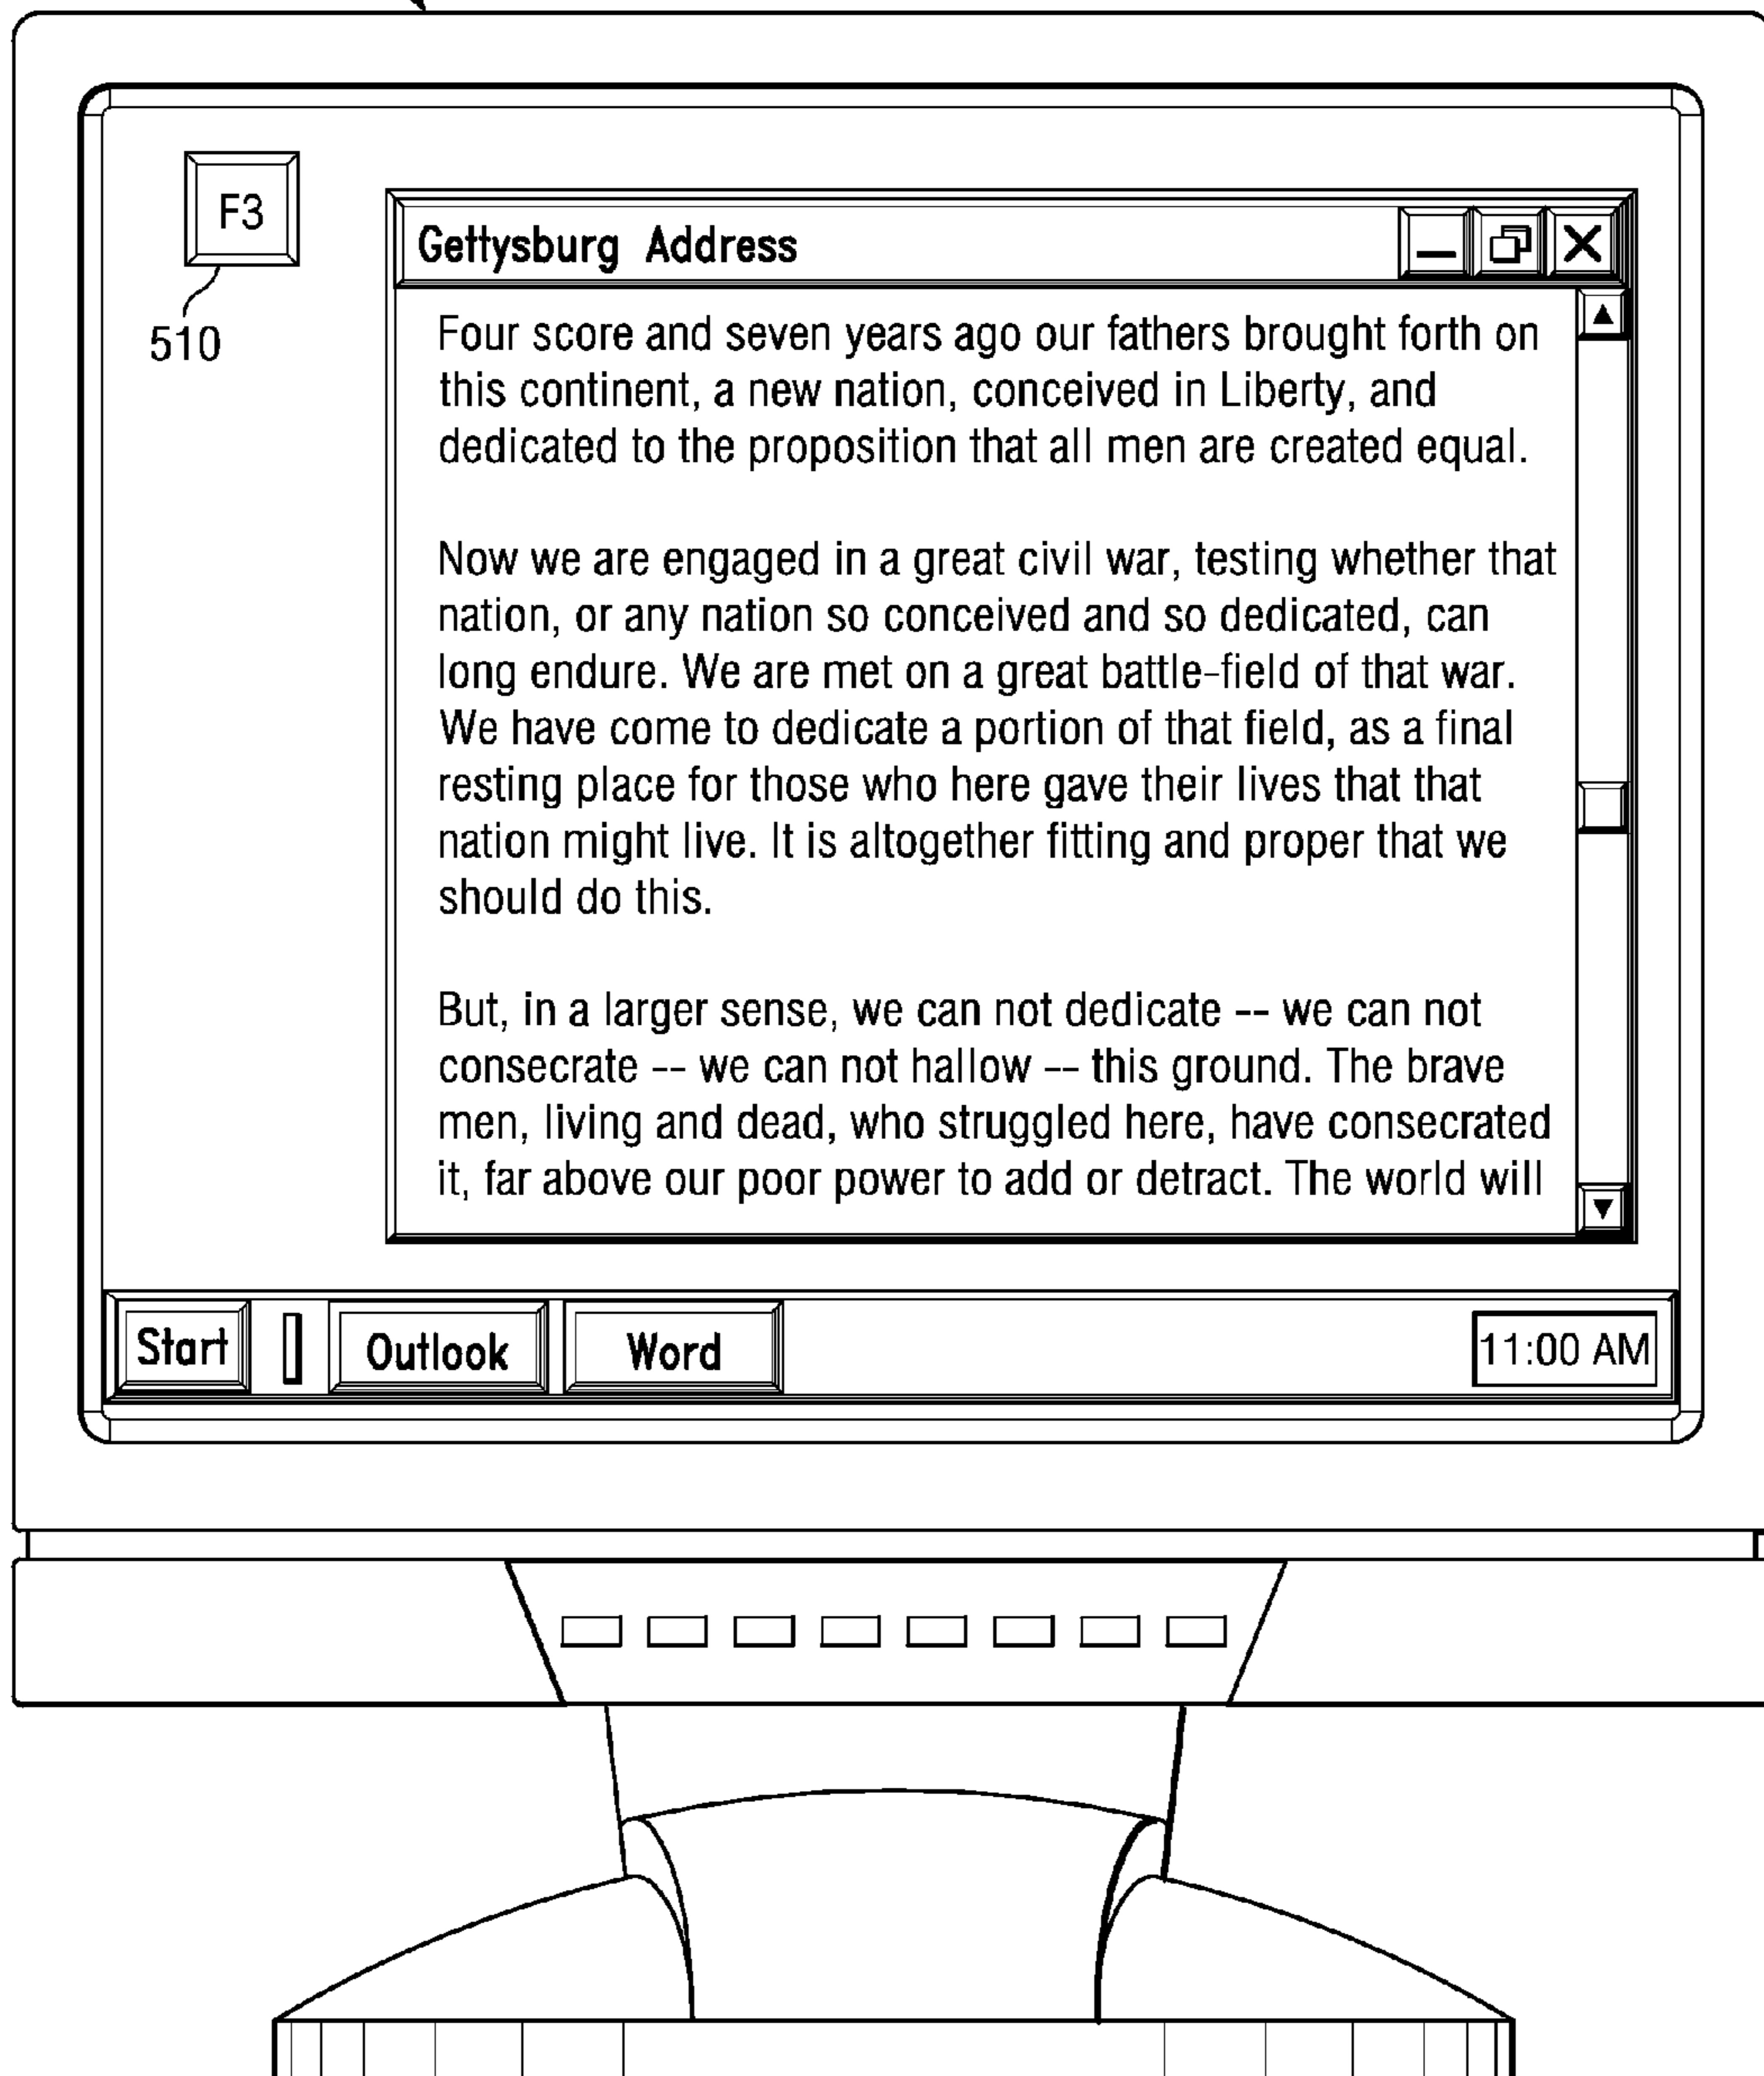 F3
510
Gettysburg Address
Four score and seven years ago our fathers brought forth on
this continent, a new nation, conceived in Liberty, and
dedicated to the proposition that all men are created equal.
Now we are engaged in a great civil war, testing whether that
nation, or any nation so conceived and so dedicated, can
long endure. We are met on a great battle-field of that war.
We have come to dedicate a portion of that field, as a final
resting place for those who here gave their lives that that
nation might live. It is altogether fitting and proper that we
should do this.
But, in a larger sense, we can not dedicate -- we can not
consecrate -- we can not hallow -- this ground. The brave
men, living and dead, who struggled here, have consecrated
it, far above our poor power to add or detract. The world will
Start Outlook Word 11:00 AM